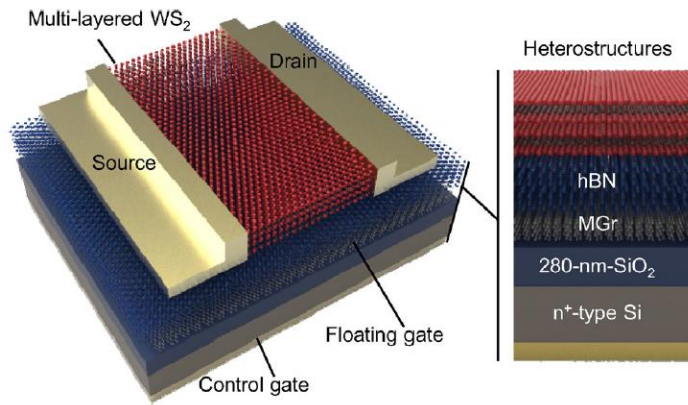 Multi-layered WS₂
Drain
Source
Floating gate
Control gate
Heterostructures
hBN
MGr
280-nm-SiO₂
n⁺-type Si